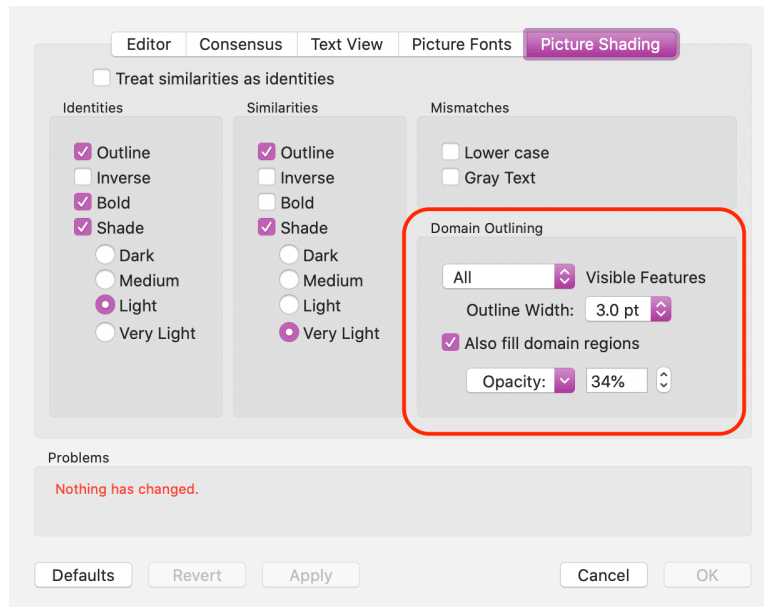 Editor Consensus Text View Picture Fonts Picture Shading
Treat similarities as identities
Identities
Outline
Inverse
Bold
Shade
Dark
Medium
Light
Very Light
Similarities
Outline
Inverse
Bold
Shade
Dark
Medium
Light
Very Light
Mismatches
Lower case
Gray Text
Domain Outlining
All Visible Features
Outline Width: 3.0 pt
Also fill domain regions
Opacity: 34%
Problems
Nothing has changed.
Defaults Revert Apply Cancel OK